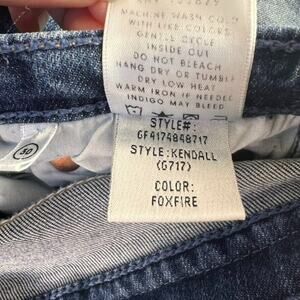 MACHINE WASH COLD
WITH LIKE COLORS
GENTLE CYCLE
INSIDE OUT
DO NOT BLEACH
HANG DRY OR TUMBLE
DRY LOW HEAT
WARM IRON IF NEEDED
INDIGO MAY BLEED
STYLE#:
GF4174848717
STYLE:KENDALL
(G717)
COLOR:
FOXFIRE
30